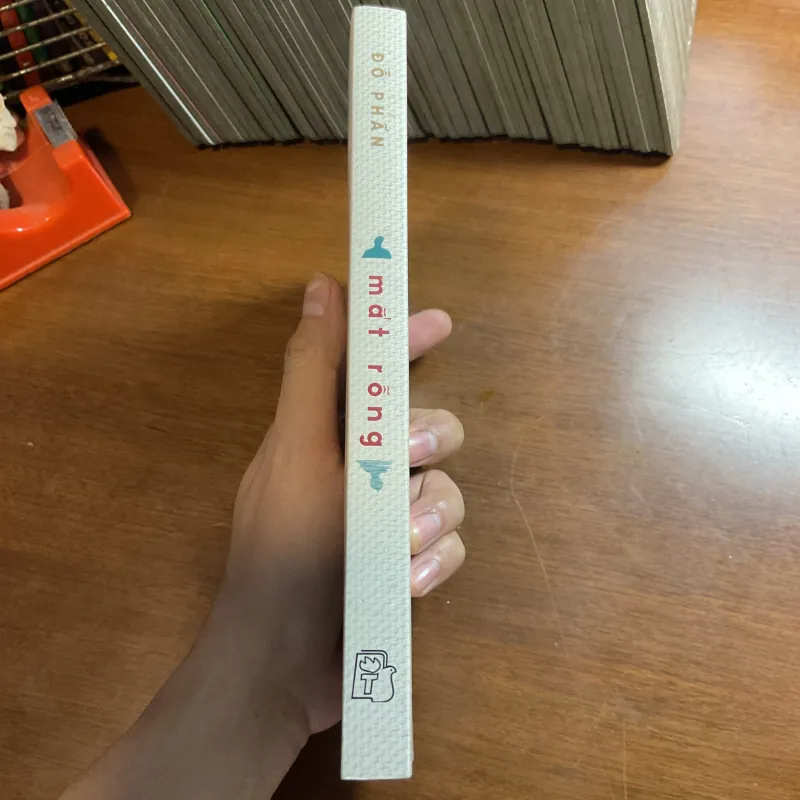 ĐỖ PHẤN
mắt rỗng
T